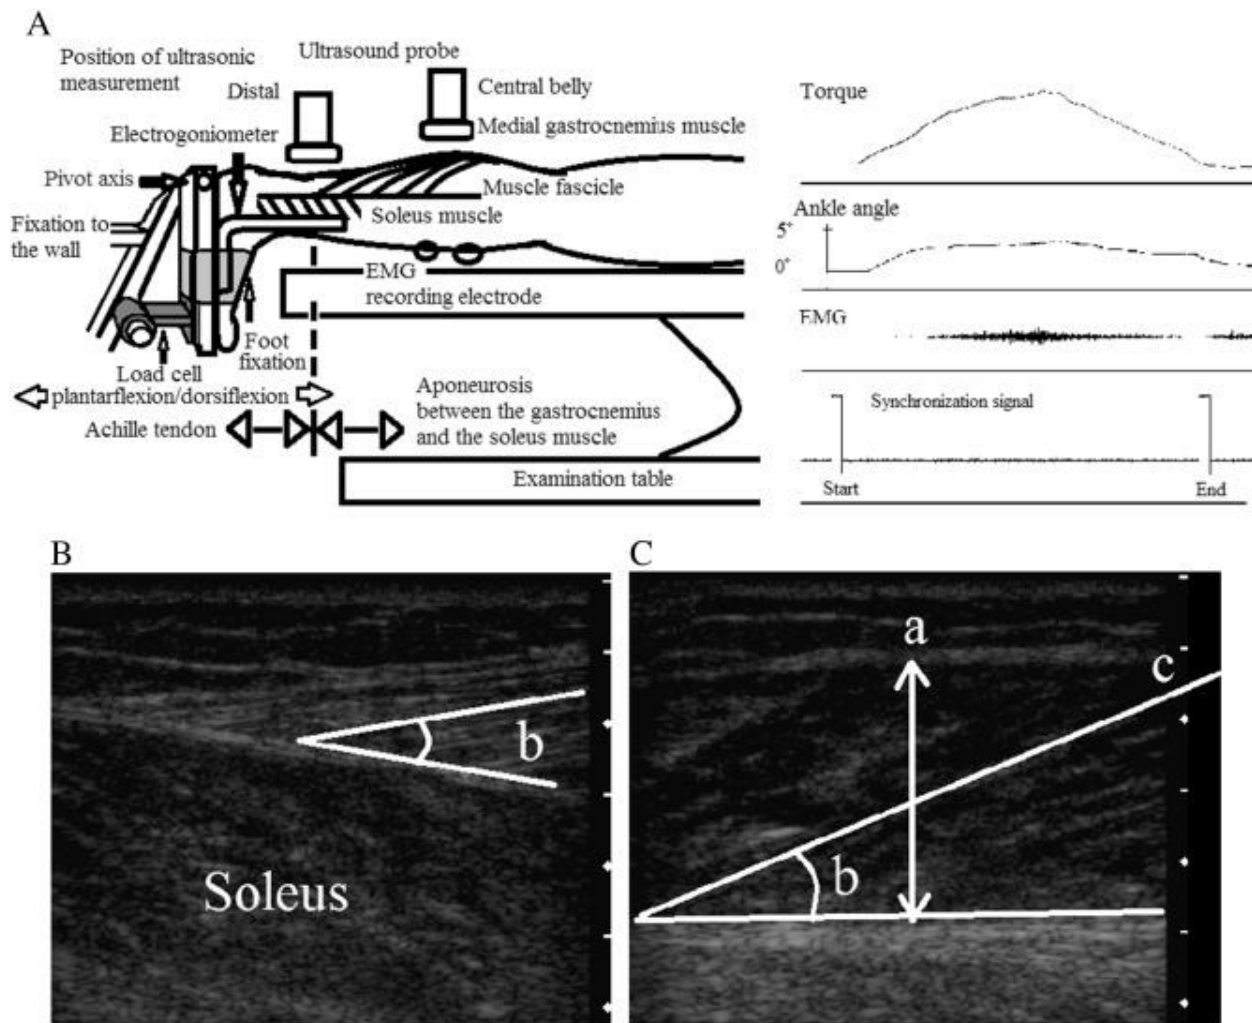 A
Position of ultrasonic
measurement
Ultrasound probe
Distal
Central belly
Electrogoniometer
Medial gastrocnemius muscle
Pivot axis
Muscle fascicle
Fixation to
the wall
Soleus muscle
EMG
recording electrode
Foot
fixation
Load cell
plantarflexion/dorsiflexion
Achille tendon
Aponeurosis
between the gastrocnemius
and the soleus muscle
Examination table
Torque
Ankle angle
5°
0°
EMG
Synchronization signal
Start
End
B
b
Soleus
C
a
c
b